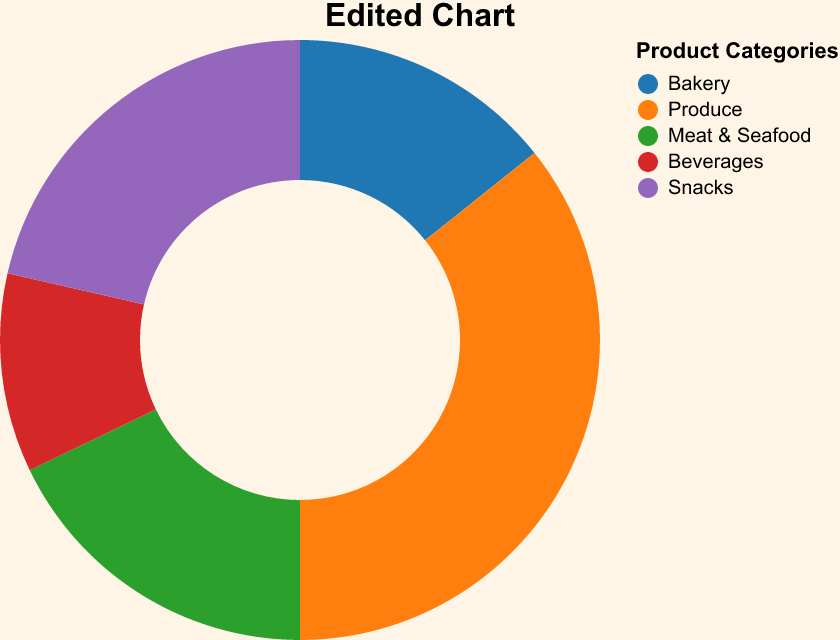 Edited Chart
Product Categories
Bakery
Produce
Meat & Seafood
Beverages
Snacks